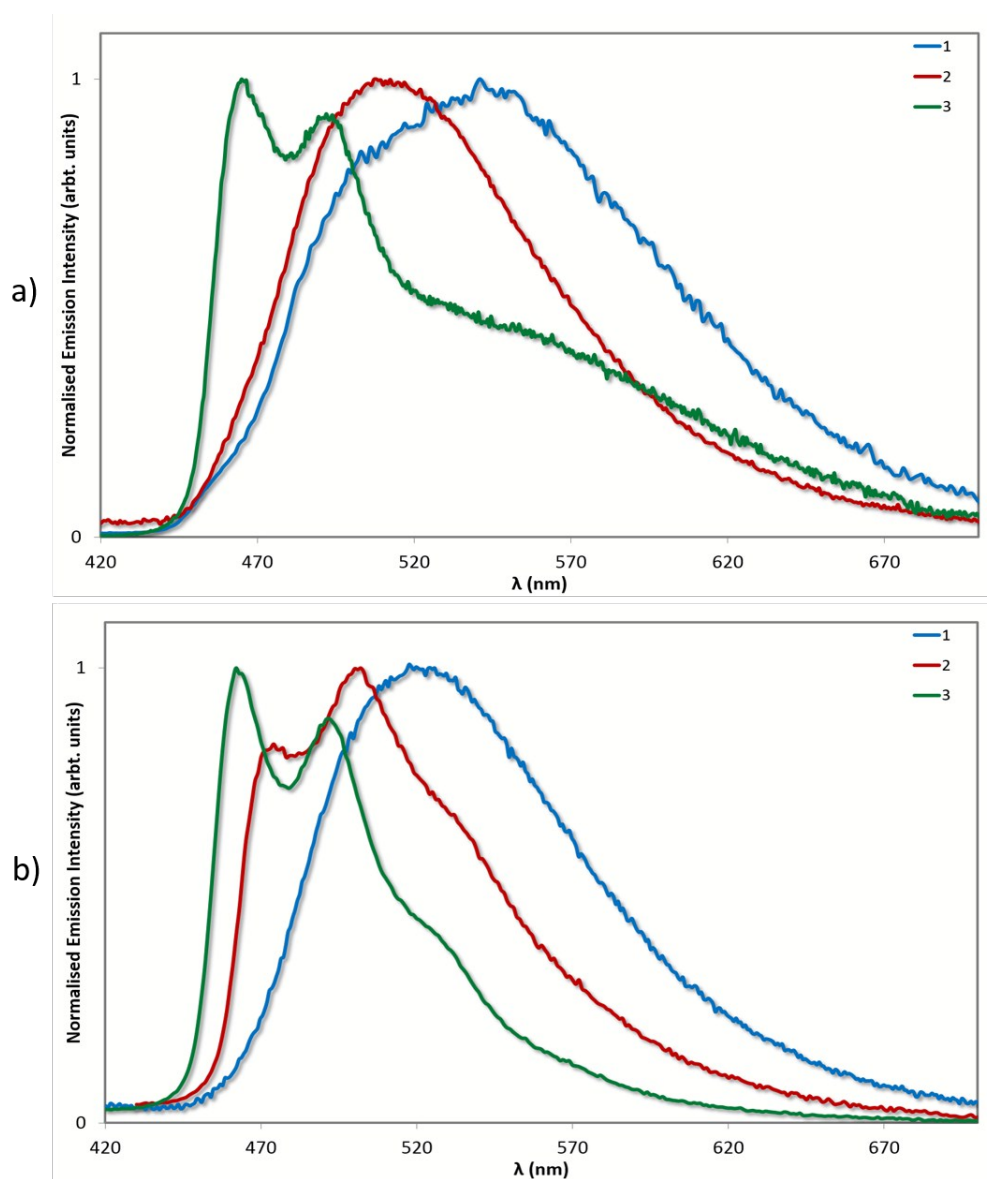 a)
Normalised Emission Intensity (arbt. units)
1
0
1
2
3
420 470 520 570 620 670
λ (nm)
b)
Normalised Emission Intensity (arbt. units)
1
0
1
2
3
420 470 520 570 620 670
λ (nm)